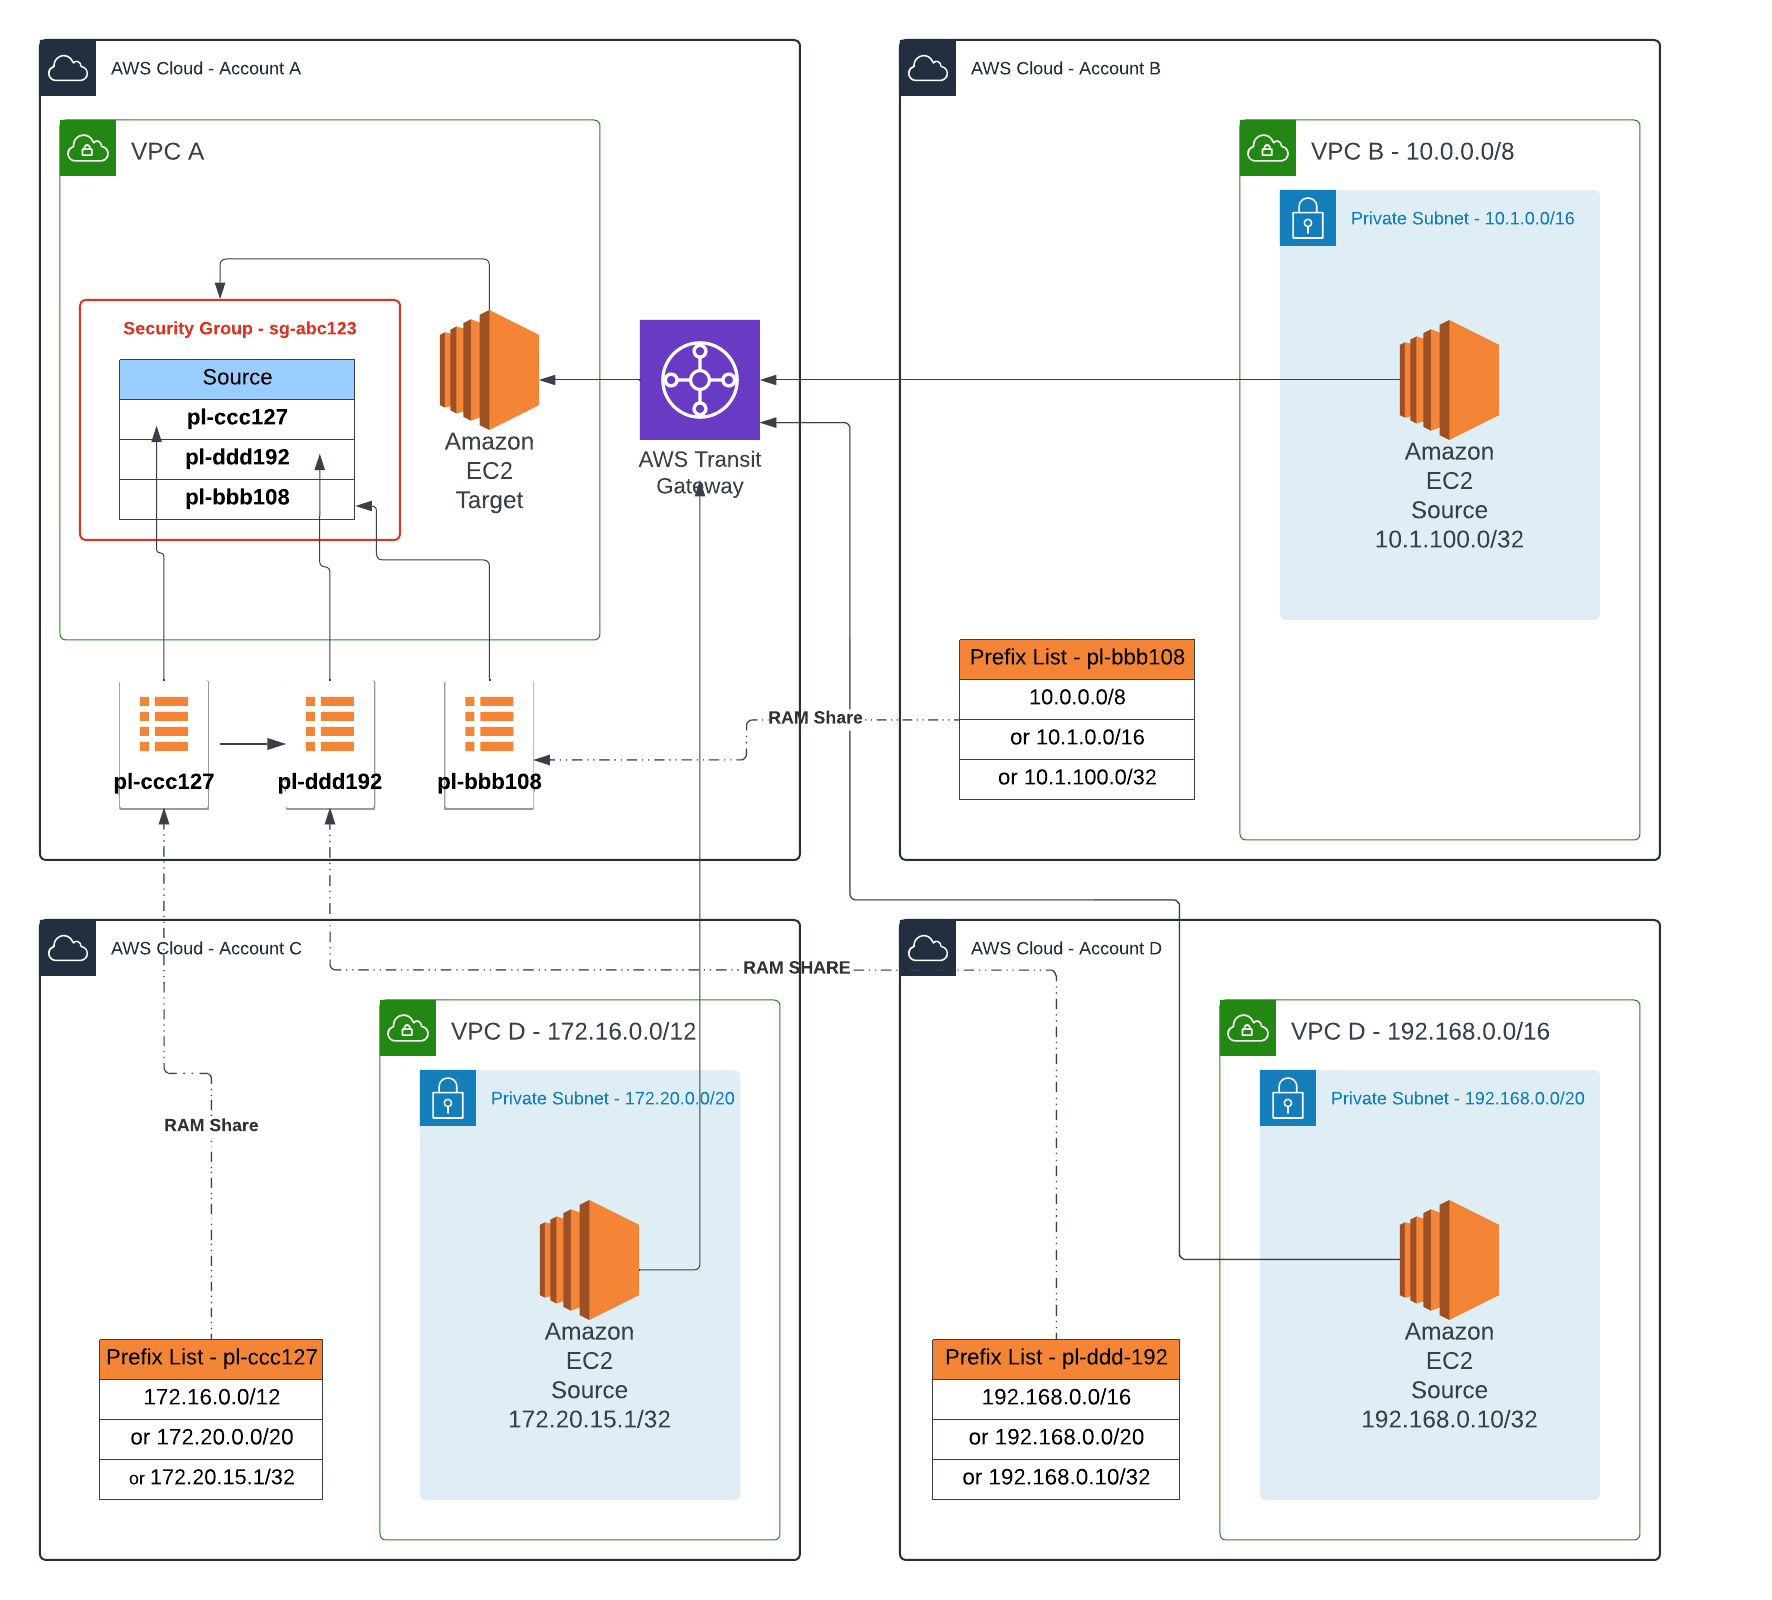 AWS Cloud - Account A
VPC A
Security Group - sg-abc123
Source
pl-ccc127
pl-ddd192
pl-bbb108
Amazon
EC2
Target
AWS Transit
Gateway
pl-ccc127
pl-ddd192
pl-bbb108
RAM Share
AWS Cloud - Account B
VPC B - 10.0.0.0/8
Private Subnet - 10.1.0.0/16
Amazon
EC2
Source
10.1.100.0/32
Prefix List - pl-bbb108
10.0.0.0/8
or 10.1.0.0/16
or 10.1.100.0/32
AWS Cloud - Account C
RAM SHARE
VPC D - 172.16.0.0/12
Private Subnet - 172.20.0.0/20
RAM Share
Amazon
EC2
Source
172.20.15.1/32
Prefix List - pl-ccc127
172.16.0.0/12
or 172.20.0.0/20
or 172.20.15.1/32
AWS Cloud - Account D
VPC D - 192.168.0.0/16
Private Subnet - 192.168.0.0/20
Amazon
EC2
Source
192.168.0.10/32
Prefix List - pl-ddd-192
192.168.0.0/16
or 192.168.0.0/20
or 192.168.0.10/32